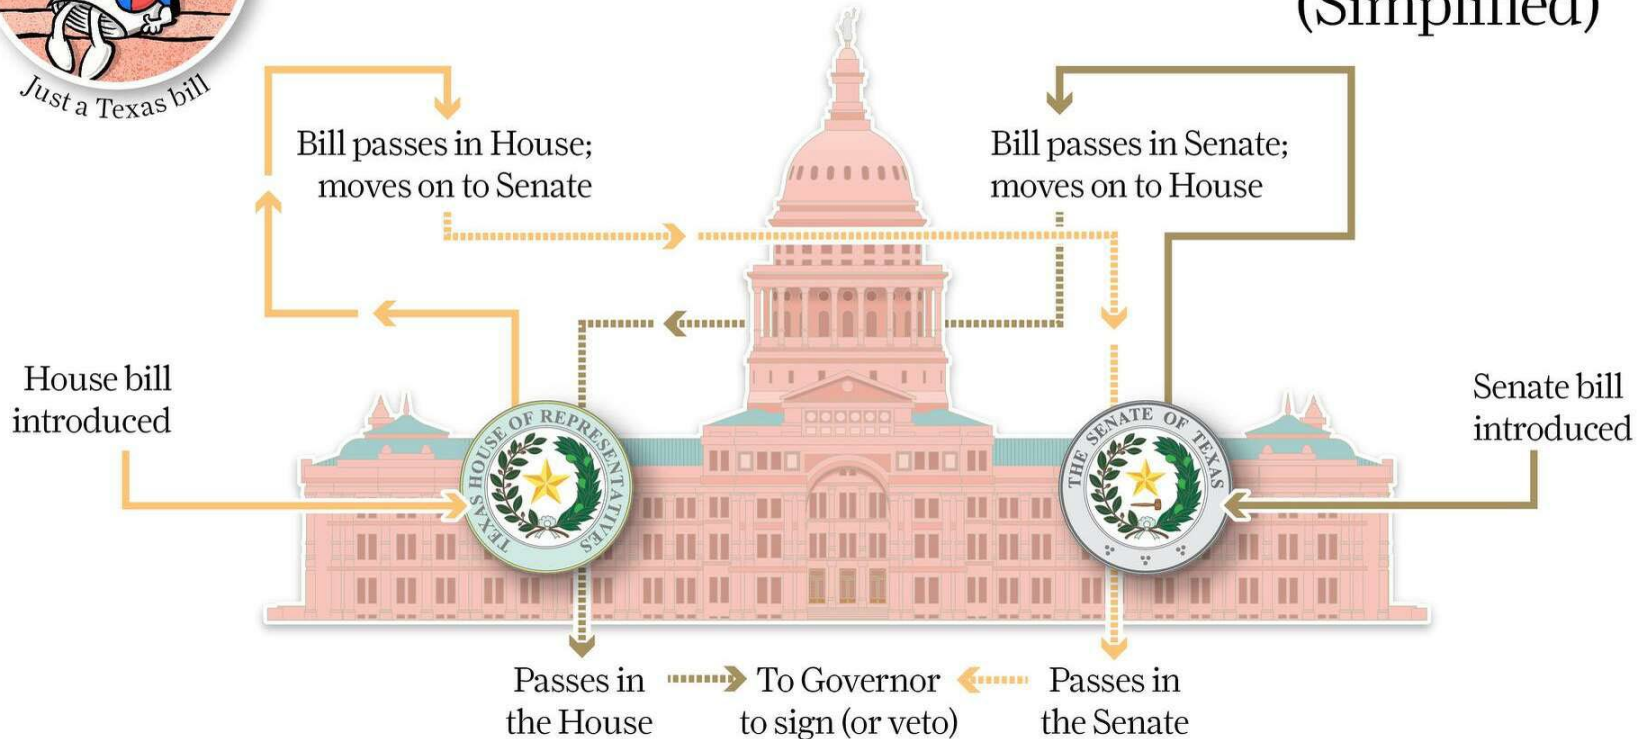 (Simplified)
Just a Texas bill
Bill passes in House;
moves on to Senate
Bill passes in Senate;
moves on to House
House bill
introduced
Senate bill
introduced
TEXAS HOUSE OF REPRESENTATIVES
THE SENATE OF TEXAS
Passes in
the House
To Governor
to sign (or veto)
Passes in
the Senate